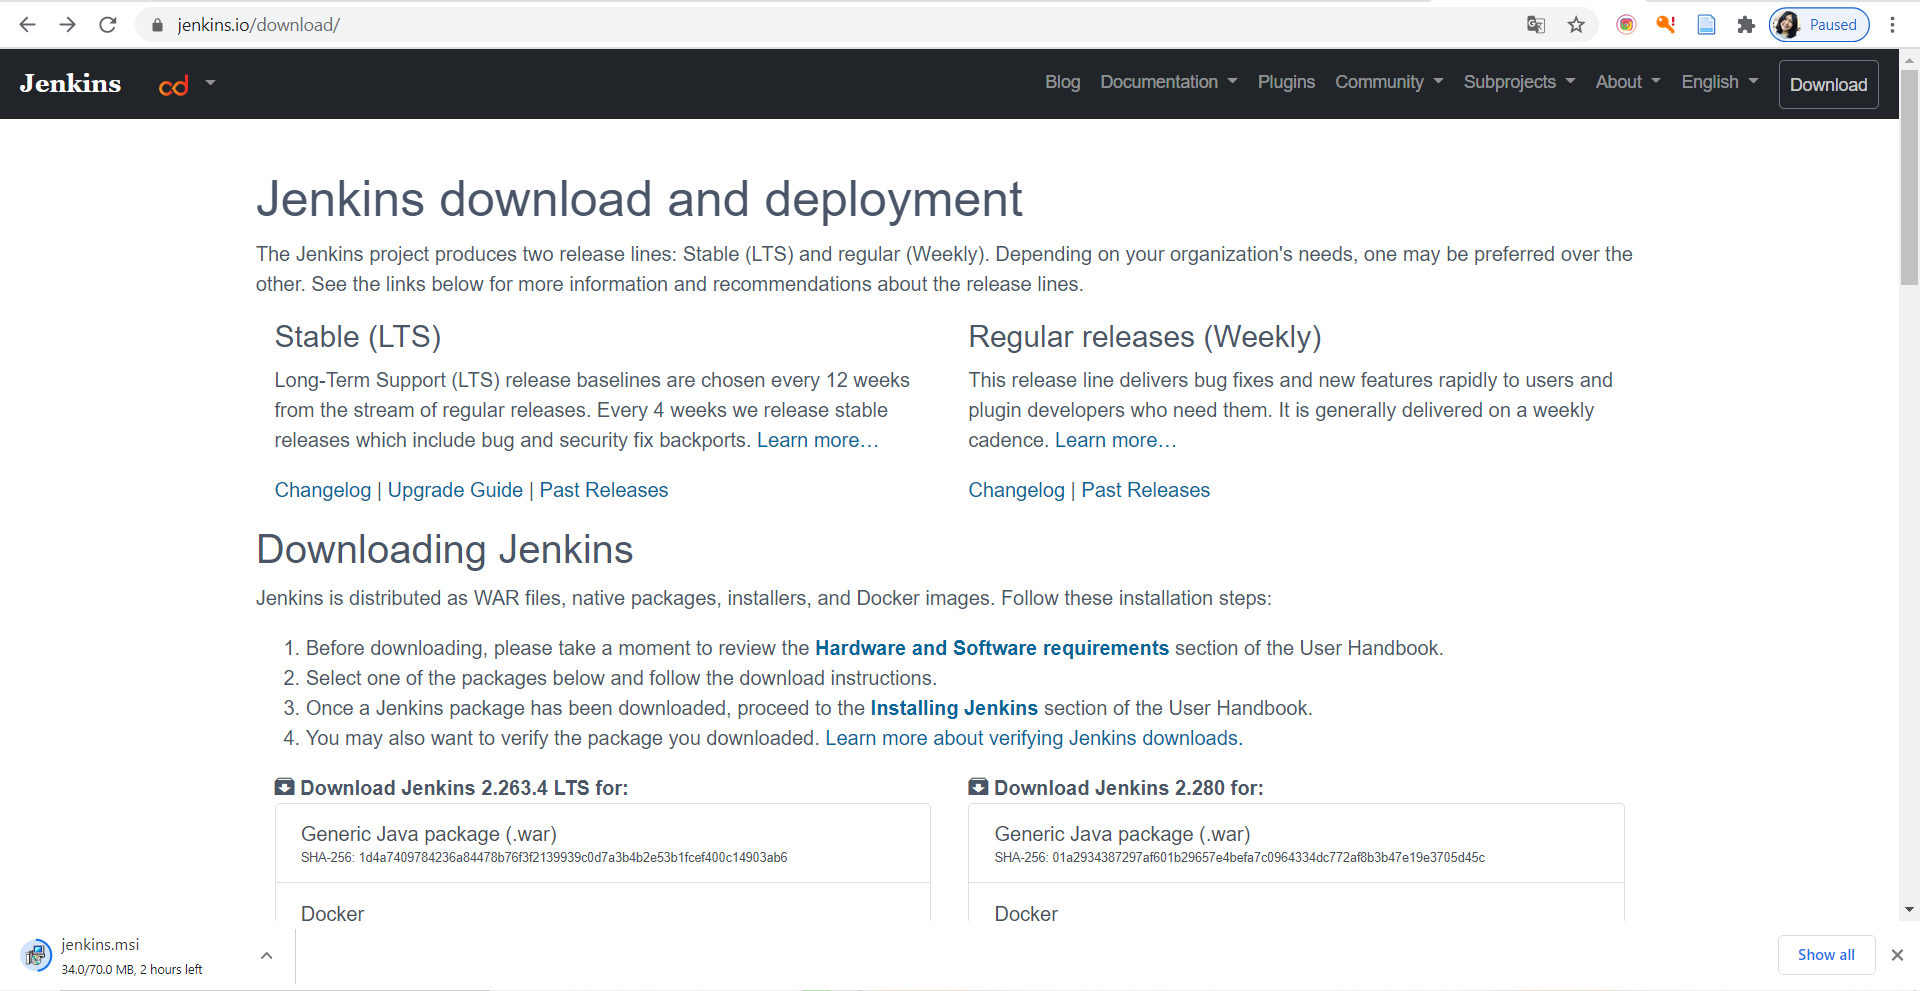 jenkins.io/download/
Paused
Jenkins
cd
Blog Documentation Plugins Community Subprojects About English Download
Jenkins download and deployment
The Jenkins project produces two release lines: Stable (LTS) and regular (Weekly). Depending on your organization's needs, one may be preferred over the
other. See the links below for more information and recommendations about the release lines.
Stable (LTS)
Long-Term Support (LTS) release baselines are chosen every 12 weeks
from the stream of regular releases. Every 4 weeks we release stable
releases which include bug and security fix backports. Learn more…
Changelog | Upgrade Guide | Past Releases
Regular releases (Weekly)
This release line delivers bug fixes and new features rapidly to users and
plugin developers who need them. It is generally delivered on a weekly
cadence. Learn more…
Changelog | Past Releases
Downloading Jenkins
Jenkins is distributed as WAR files, native packages, installers, and Docker images. Follow these installation steps:
1. Before downloading, please take a moment to review the Hardware and Software requirements section of the User Handbook.
2. Select one of the packages below and follow the download instructions.
3. Once a Jenkins package has been downloaded, proceed to the Installing Jenkins section of the User Handbook.
4. You may also want to verify the package you downloaded. Learn more about verifying Jenkins downloads.
Download Jenkins 2.263.4 LTS for:
Generic Java package (.war)
SHA-256: 1d4a7409784236a84478b76f3f2139939c0d7a3b4b2e53b1fcef400c14903ab6
Docker
Download Jenkins 2.280 for:
Generic Java package (.war)
SHA-256: 01a2934387297af601b29657e4befa7c0964334dc772af8b3b47e19e3705d45c
Docker
jenkins.msi
34.0/70.0 MB, 2 hours left
Show all